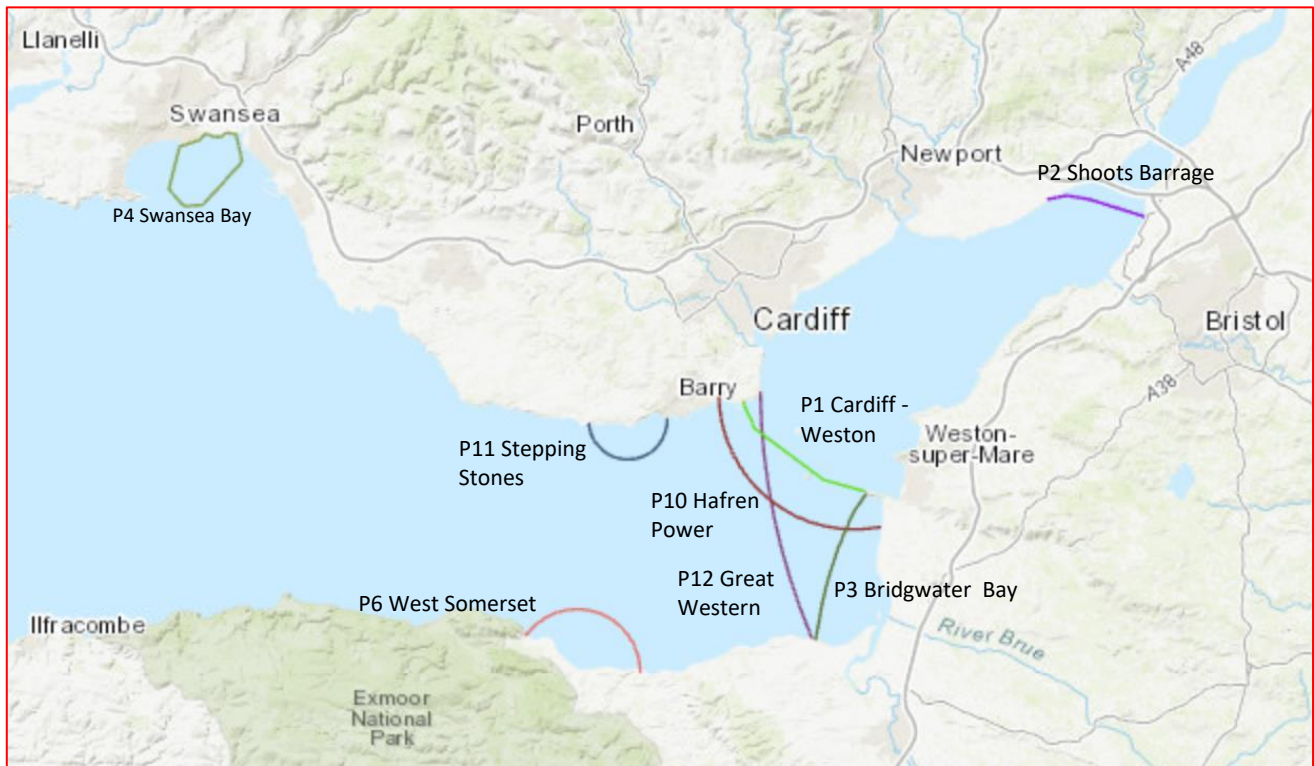 Llanelli
A-48
Swansea
Porth
Newport
P2 Shoots Barrage
P4 Swansea Bay
Cardiff
Bristol
Barry
A38
P1 Cardiff -
Weston
Weston-
super-Mare
P11 Stepping
Stones
P10 Hafren
Power
P12 Great
Western
P3 Bridgwater Bay
P6 West Somerset
Ilfracombe
River Brue
Exmoor
National
Park